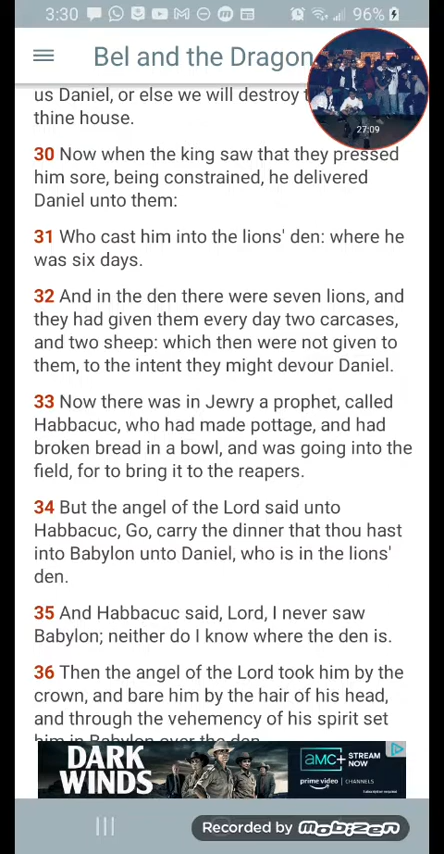 3:30
96%
Bel and the Dragon
27:09
us Daniel, or else we will destroy
thine house.
30 Now when the king saw that they pressed
him sore, being constrained, he delivered
Daniel unto them:
31 Who cast him into the lions' den: where he
was six days.
32 And in the den there were seven lions, and
they had given them every day two carcases,
and two sheep: which then were not given to
them, to the intent they might devour Daniel.
33 Now there was in Jewry a prophet, called
Habbacuc, who had made pottage, and had
broken bread in a bowl, and was going into the
field, for to bring it to the reapers.
34 But the angel of the Lord said unto
Habbacuc, Go, carry the dinner that thou hast
into Babylon unto Daniel, who is in the lions'
den.
35 And Habbacuc said, Lord, I never saw
Babylon; neither do I know where the den is.
36 Then the angel of the Lord took him by the
crown, and bare him by the hair of his head,
and through the vehemency of his spirit set
him in Babylon over the den.
DARK
WINDS
amc+ STREAM NOW
prime video | CHANNELS
Subscription required
Recorded by mobizen